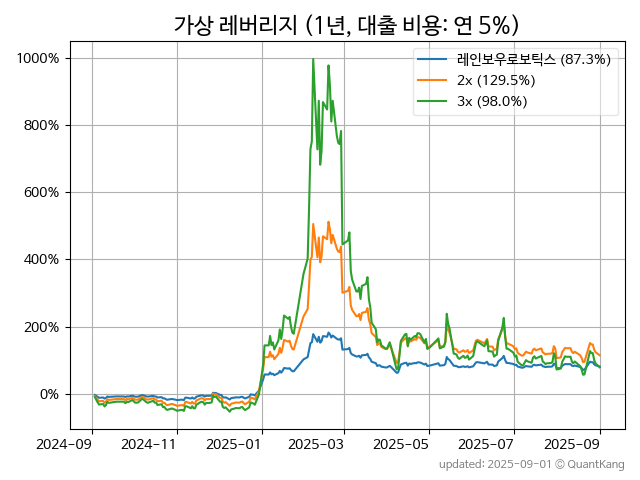 가상 레버리지 (1년, 대출 비용: 연 5%)
레인보우로보틱스 (87.3%)
2x (129.5%)
3x (98.0%)
1000%
800%
600%
400%
200%
0%
2024-09 2024-11 2025-01 2025-03 2025-05 2025-07 2025-09
updated: 2025-09-01 © QuantKang